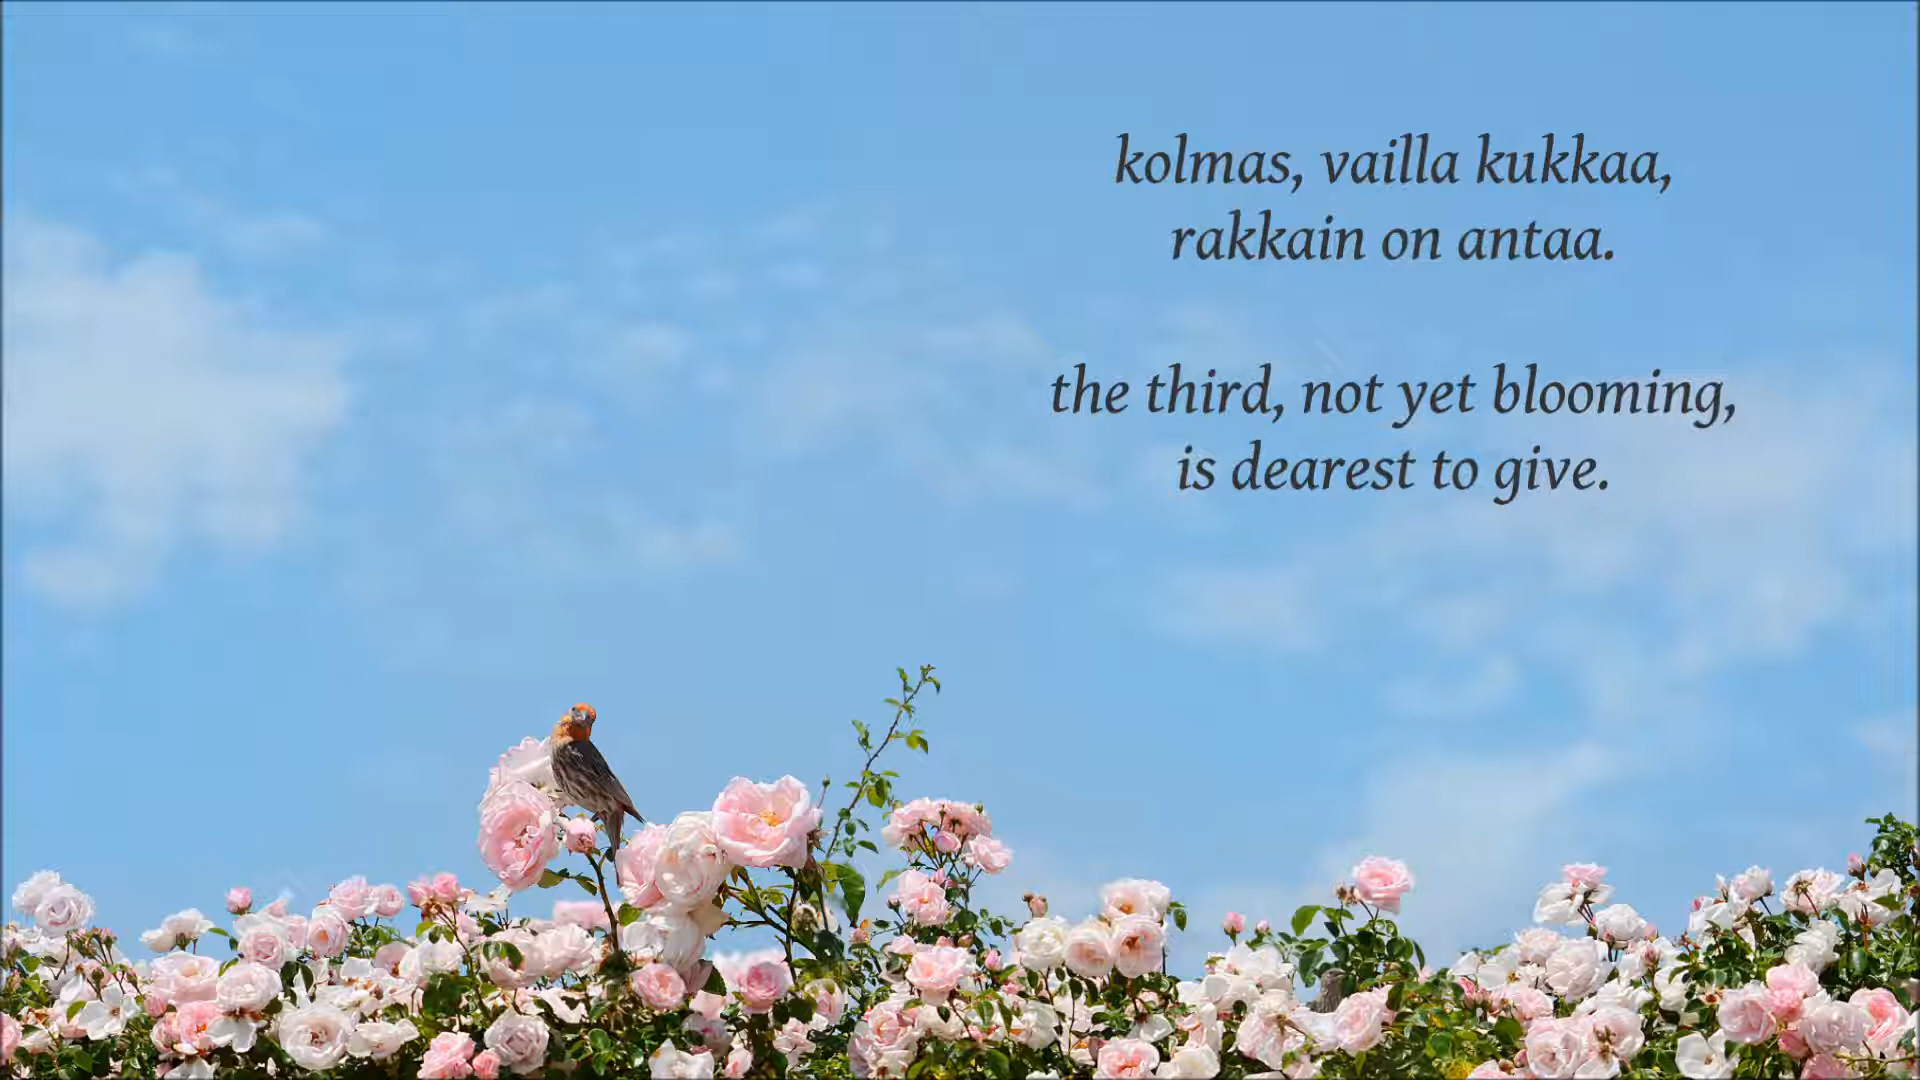 kolmas, vailla kukkaa,
rakkain on antaa.
the third, not yet blooming,
is dearest to give.